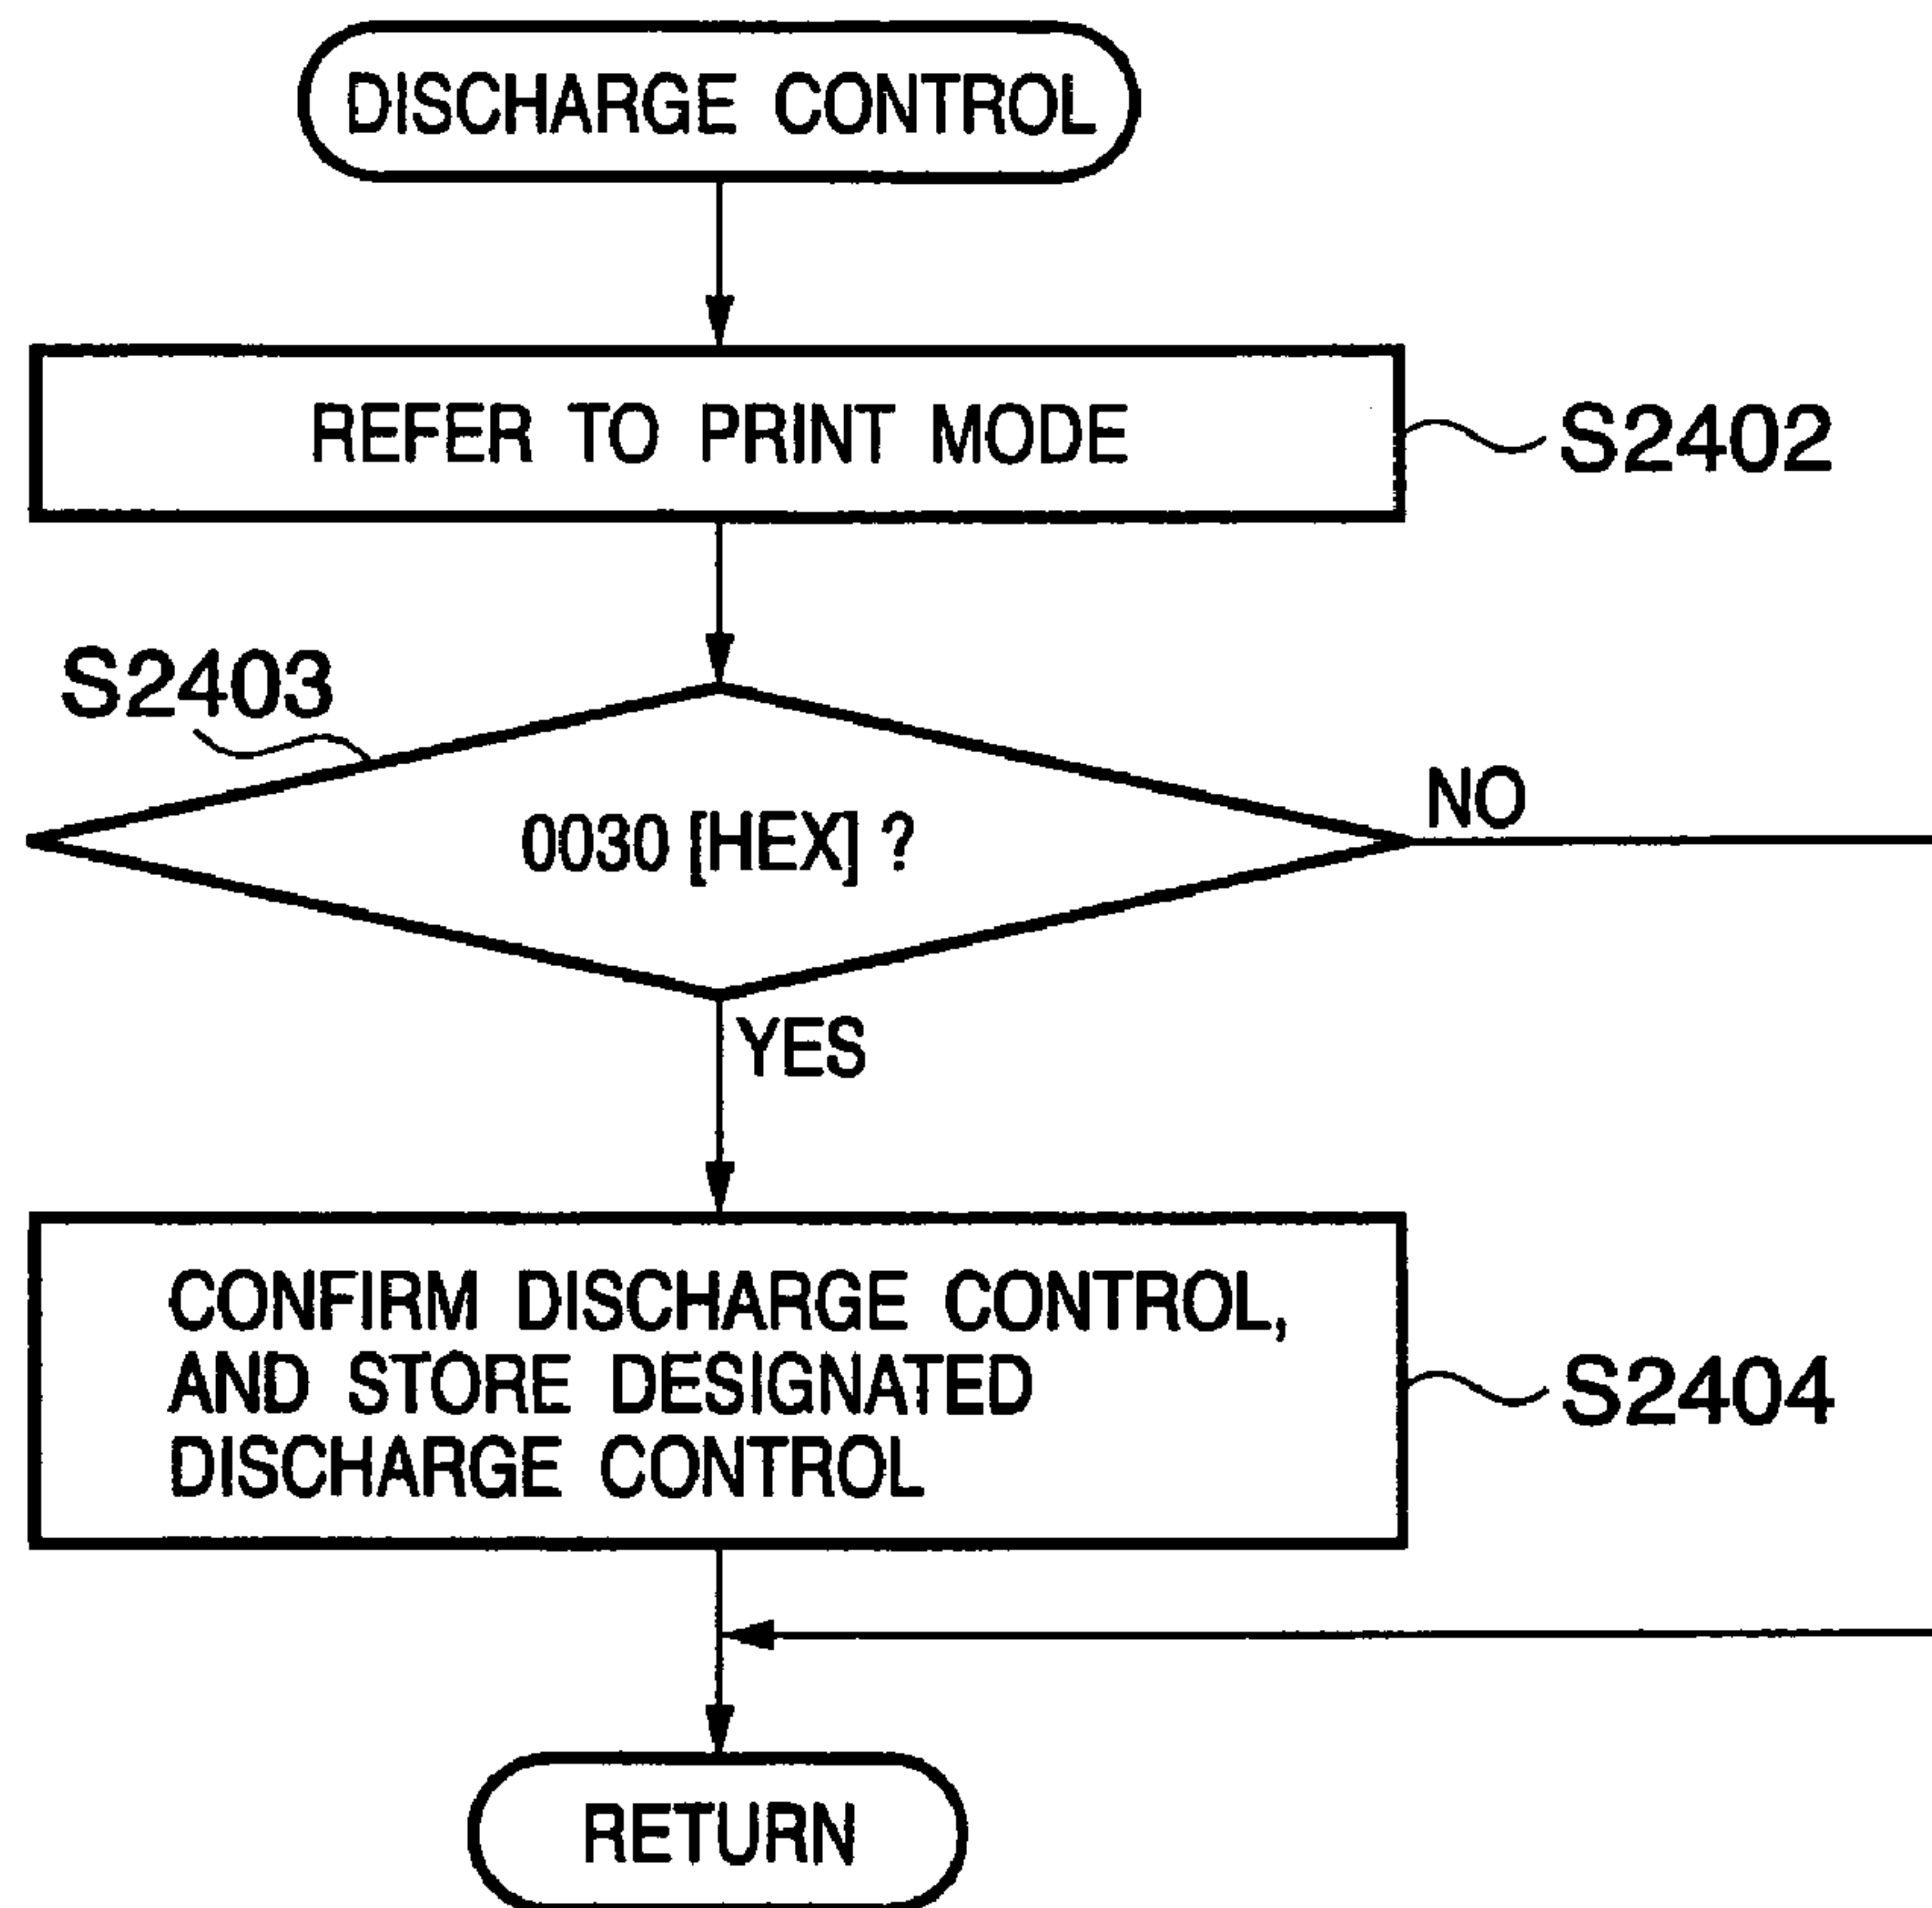 DISCHARGE CONTROL
REFER TO PRINT MODE
S2402
S2403
0030 [HEX] ?
NO
YES
CONFIRM DISCHARGE CONTROL,
AND STORE DESIGNATED
DISCHARGE CONTROL
S2404
RETURN